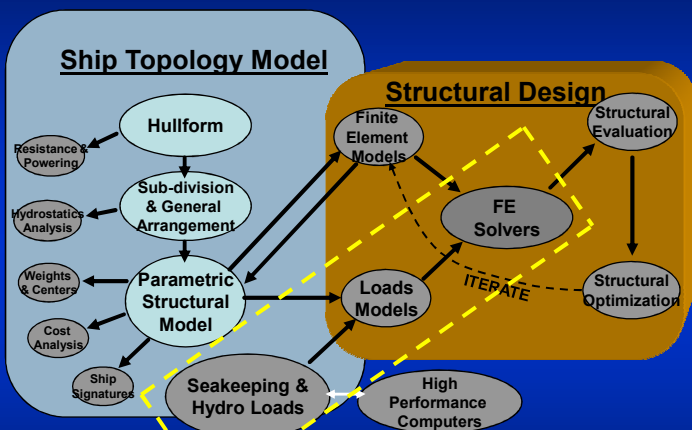 Ship Topology Model
Hullform
Resistance &
Powering
Sub-division
& General
Arrangement
Hydrostatics
Analysis
Parametric
Structural
Model
Weights
& Centers
Cost
Analysis
Ship
Signatures
Structural Design
Finite
Element
Models
Structural
Evaluation
FE
Solvers
Loads
Models
ITERATE
Structural
Optimization
Seakeeping &
Hydro Loads
High
Performance
Computers